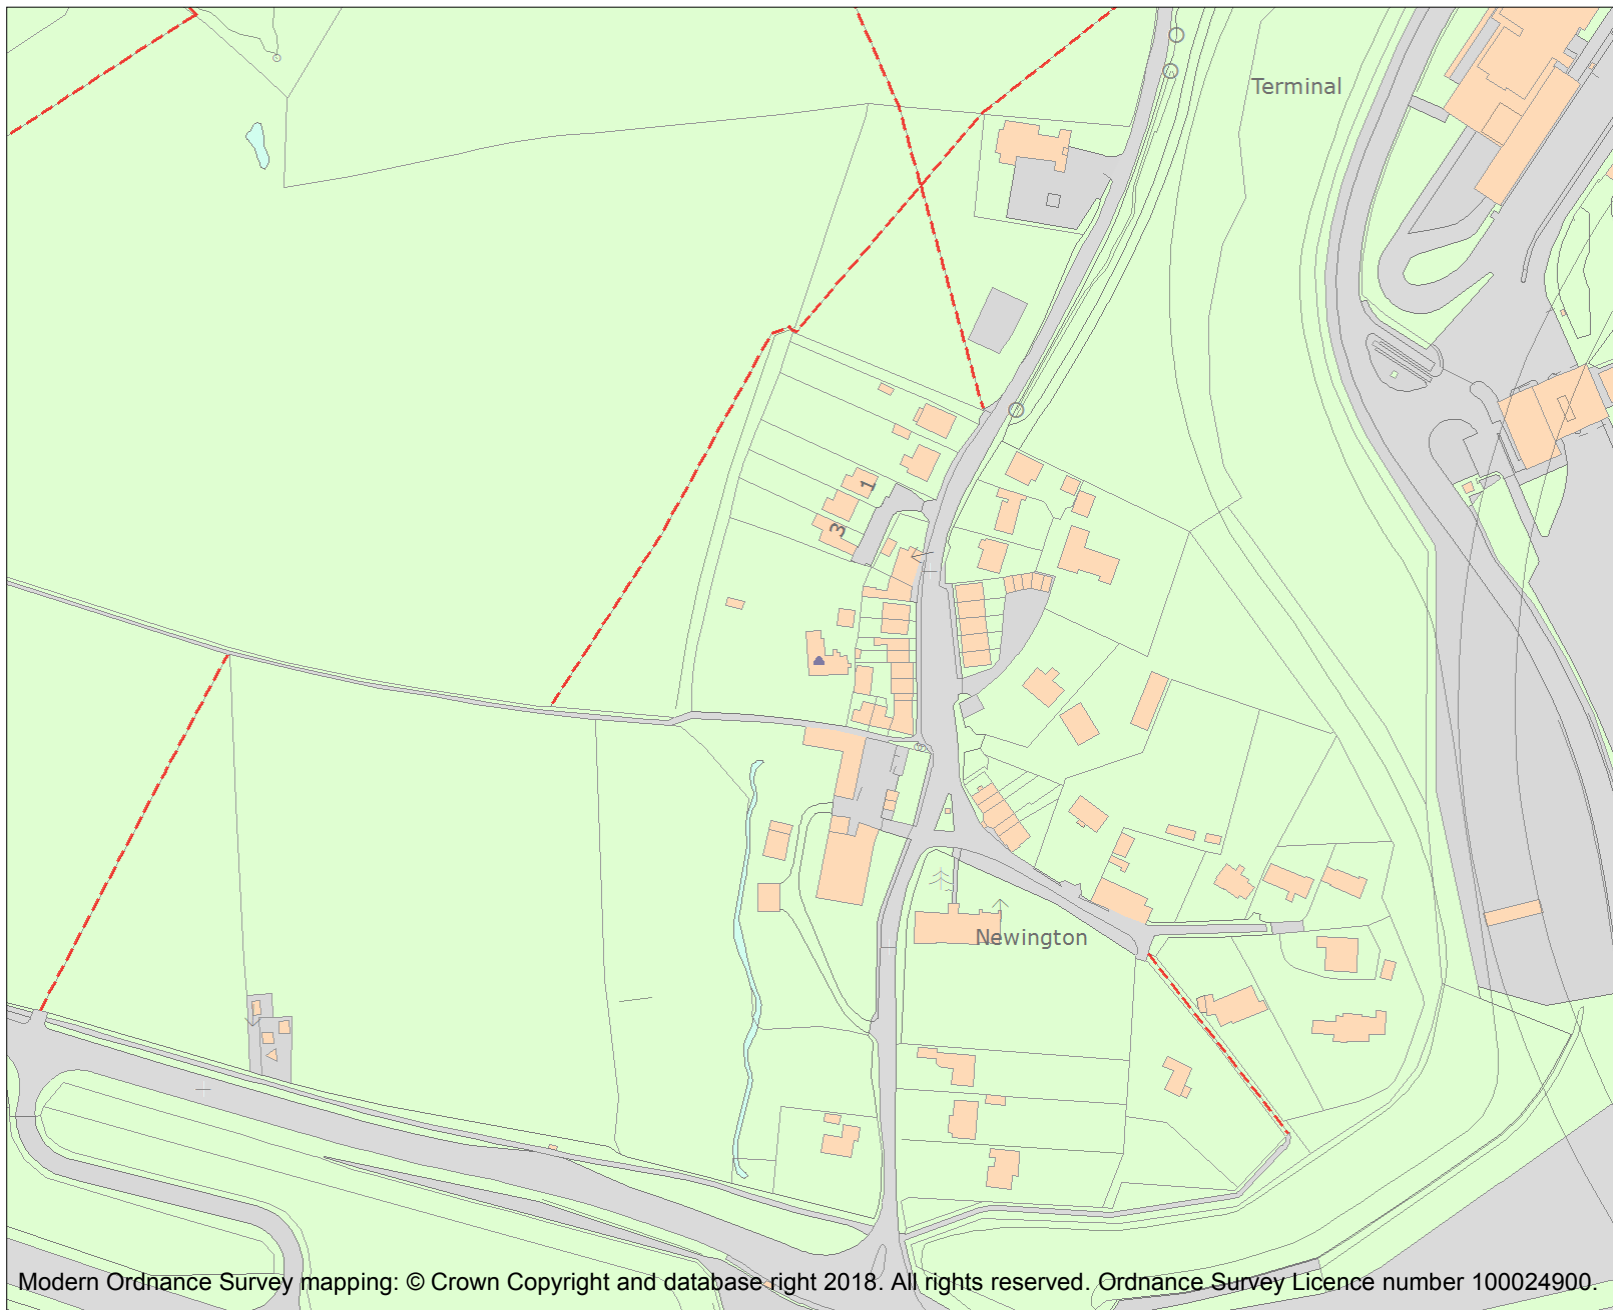 Terminal
1
3
Newington
Modern Ordnance Survey mapping: © Crown Copyright and database right 2018. All rights reserved. Ordnance Survey Licence number 100024900.